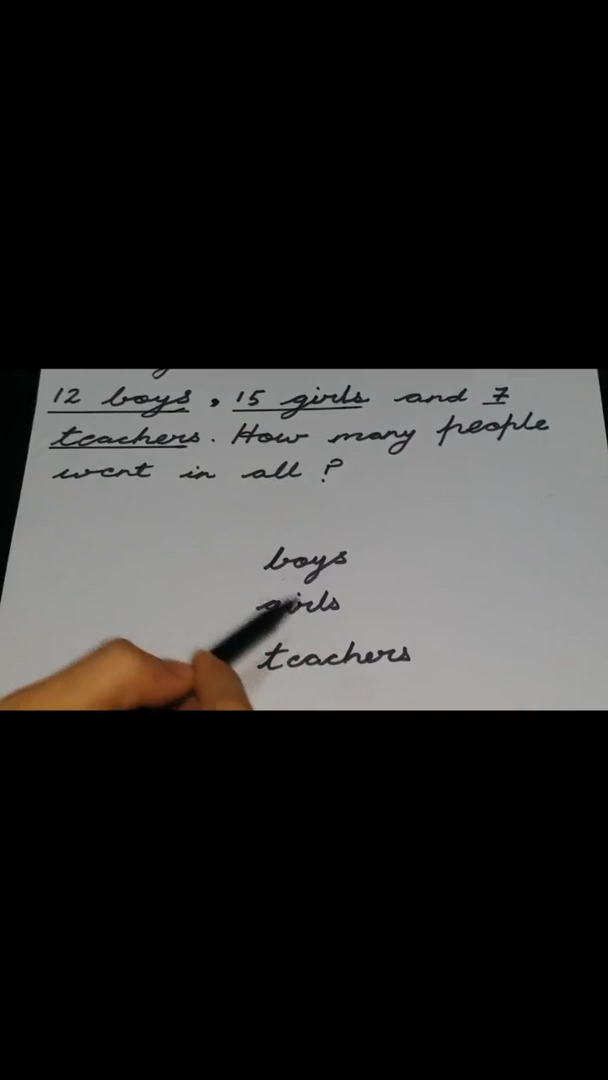 12 boys, 15 girls and 7
teachers. How many people
went in all?
boys
girls
teachers